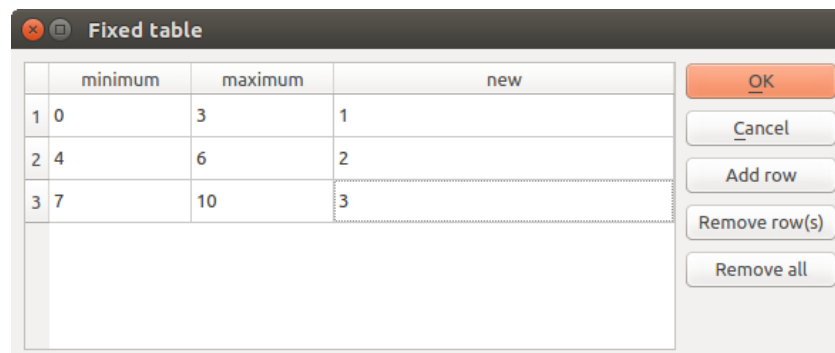 Fixed table
minimum maximum new
1 0 3 1
2 4 6 2
3 7 10 3
OK
Cancel
Add row
Remove row(s)
Remove all